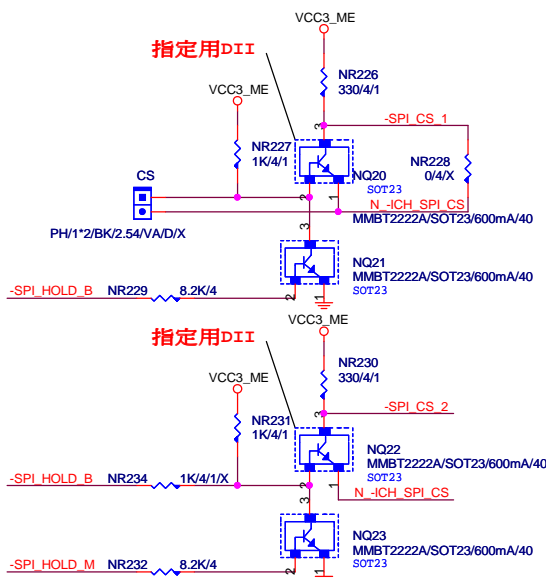 VCC3_ME
指定用DII
NR226
330/4/1
VCC3_ME
-SPI_CS_1
3
NR227
1K/4/1
NR228
0/4/X
CS
NQ20
SOT23
2
1
N_-ICH_SPI_CS
MMBT2222A/SOT23/600mA/40
3
PH/1*2/BK/2.54/VA/D/X
NQ21
MMBT2222A/SOT23/600mA/40
SOT23
-SPI_HOLD_B
NR229
8.2K/4
2
1
VCC3_ME
指定用DII
NR230
330/4/1
VCC3_ME
-SPI_CS_2
3
NR231
1K/4/1
NQ22
MMBT2222A/SOT23/600mA/40
SOT23
-SPI_HOLD_B
NR234
1K/4/1/X
2
1
N_-ICH_SPI_CS
3
NQ23
MMBT2222A/SOT23/600mA/40
SOT23
-SPI_HOLD_M
NR232
8.2K/4
2
1